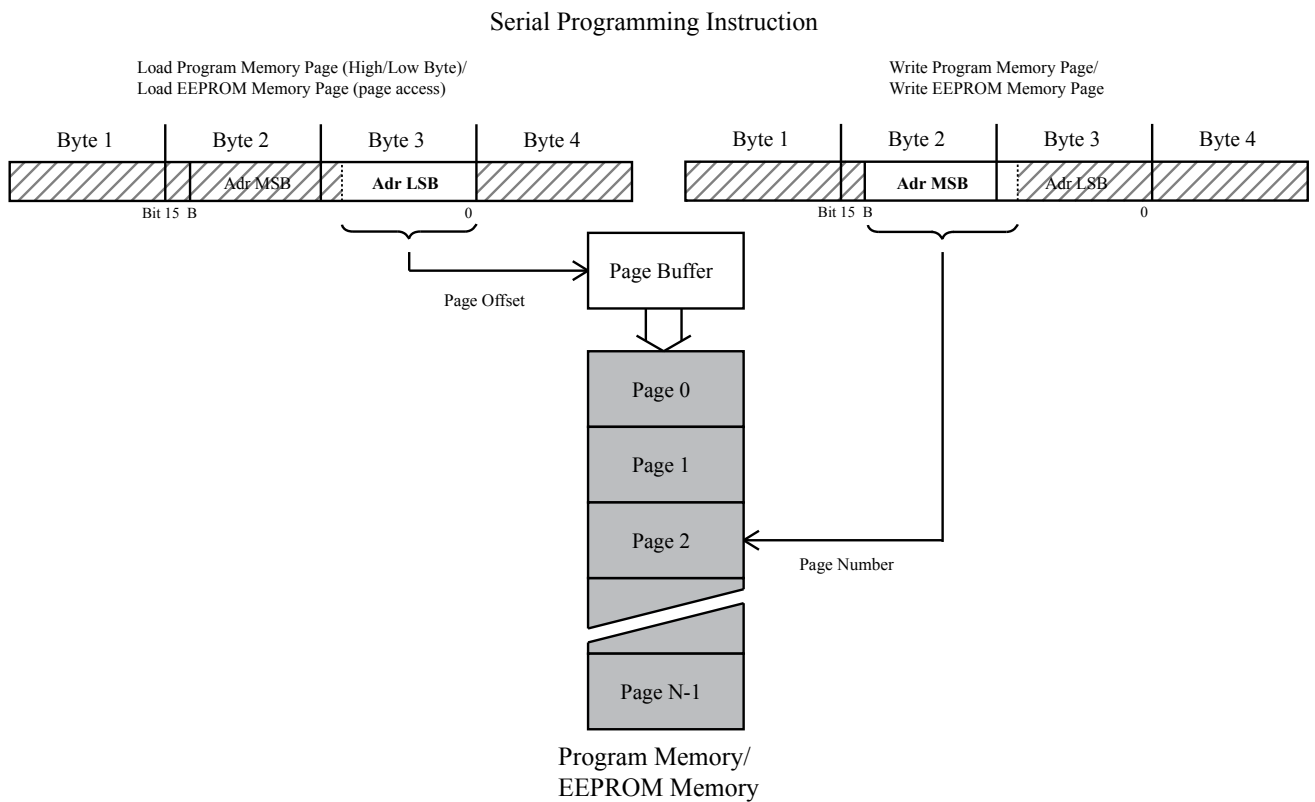 Serial Programming Instruction
Load Program Memory Page (High/Low Byte)/
Load EEPROM Memory Page (page access)
Write Program Memory Page/
Write EEPROM Memory Page
Byte 1 Byte 2 Byte 3 Byte 4 Byte 1 Byte 2 Byte 3 Byte 4
Adr MSB Adr LSB Adr MSB Adr LSB
Bit 15 B 0 Bit 15 B 0
Page Buffer
Page Offset
Page 0
Page 1
Page 2
Page Number
Page N-1
Program Memory/
EEPROM Memory